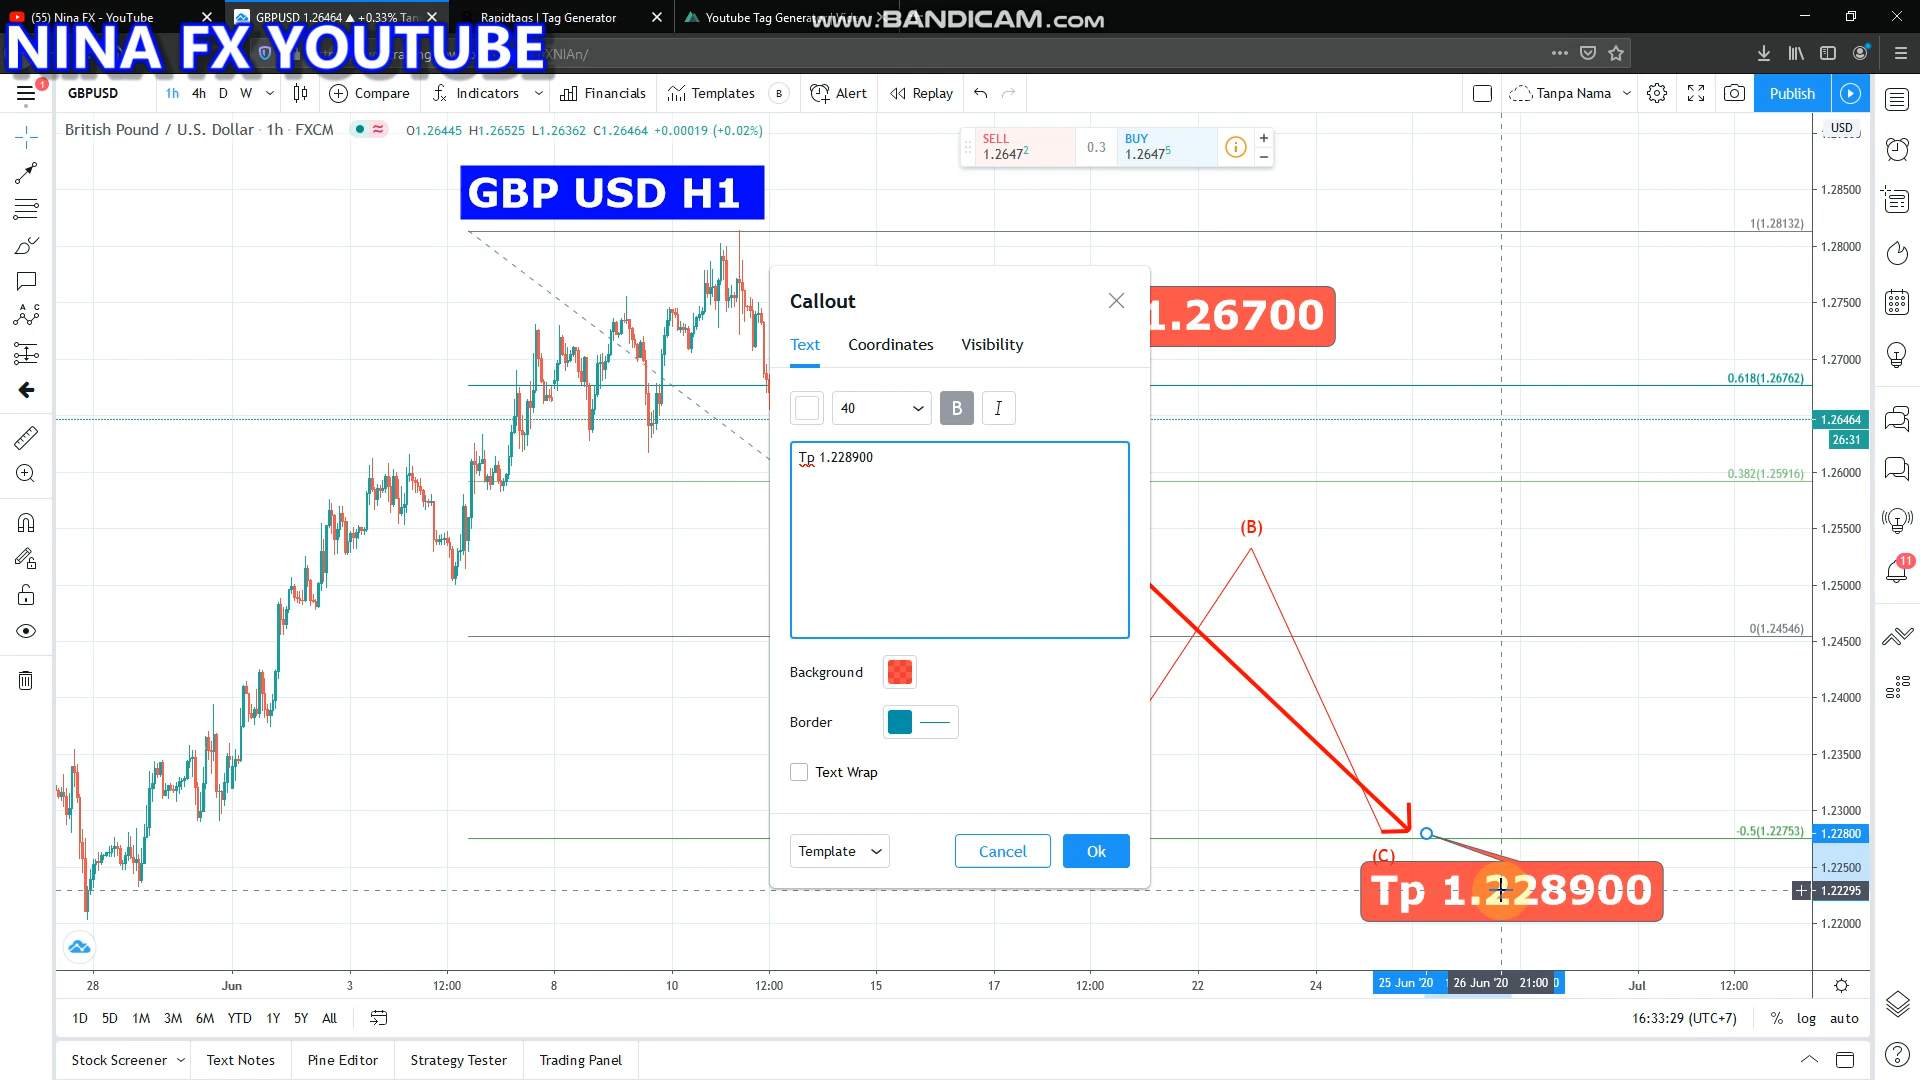 (55) Nina FX - YouTube
GBPUSD 1.26464 ▲ +0.33% Tan
Rapidtags | Tag Generator
Youtube Tag Generator
www.BANDICAM.com
NINA FX YOUTUBE
1
GBPUSD
1h 4h D W
Compare
Indicators
Financials
Templates
B
Alert
Replay
Tanpa Nama
Publish
British Pound / U.S. Dollar · 1h · FXCM
O1.26445 H1.26525 L1.26362 C1.26464 +0.00019 (+0.02%)
SELL
1.26472
0.3
BUY
1.26475
USD
GBP USD H1
1.28500
1(1.28132)
1.28000
1.27500
1.27000
0.618(1.26762)
1.26464
26:31
1.26000
0.382(1.25916)
1.25500
1.25000
0(1.24546)
1.24500
1.24000
1.23500
1.23000
-0.5(1.22753)
1.22800
1.22500
1.22295
1.22000
1.26700
(B)
(C)
Tp 1.228900
Callout
Text Coordinates Visibility
40
B
I
Tp 1.228900
Background
Border
Text Wrap
Template
Cancel
Ok
11
28 Jun 3 12:00 8 10 12:00 15 17 12:00 22 24 25 Jun '20 26 Jun '20 21:00 Jul 12:00
1D 5D 1M 3M 6M YTD 1Y 5Y All
16:33:29 (UTC+7)
% log auto
Stock Screener
Text Notes
Pine Editor
Strategy Tester
Trading Panel